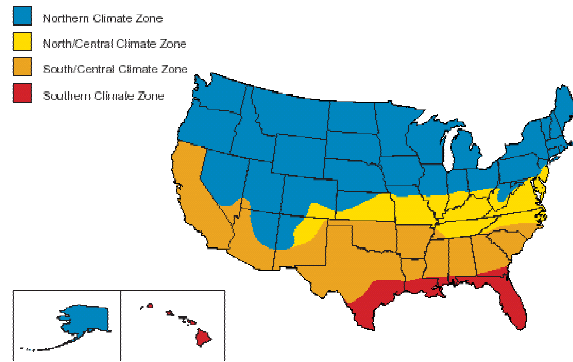 Northern Climate Zone
North/Central Climate Zone
South/Central Climate Zone
Southern Climate Zone